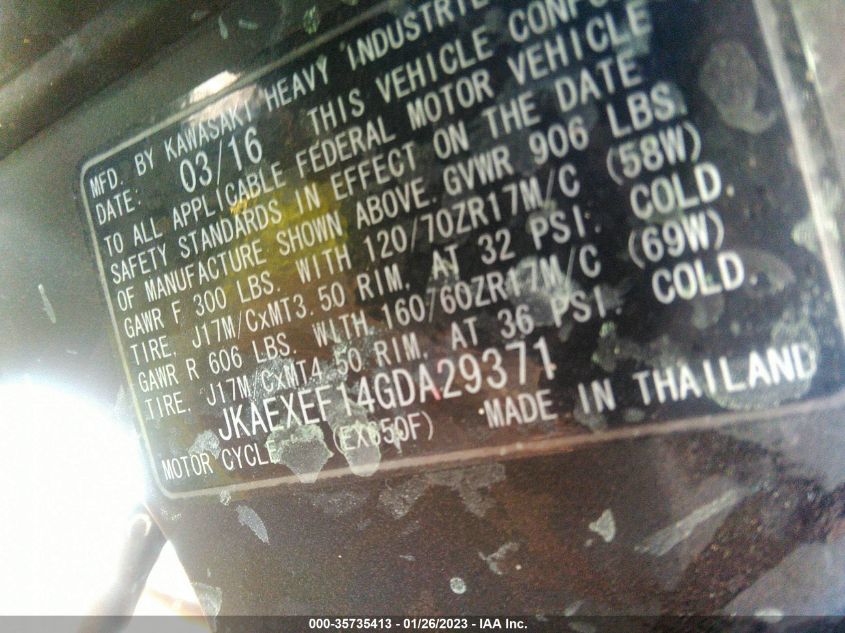 MFD. BY KAWASAKI HEAVY INDUSTRIE
DATE: 03/16 THIS VEHICLE CONFO
TO ALL APPLICABLE FEDERAL MOTOR VEHICLE
SAFETY STANDARDS IN EFFECT ON THE DATE
OF MANUFACTURE SHOWN ABOVE. GVWR 906 LBS.
GAWR F 300 LBS. WITH 120/70ZR17M/C (58W)
TIRE, J17M/CxMT3.50 RIM. AT 32 PSI. COLD.
GAWR R 606 LBS. WITH 160/60ZR17M/C (69W)
TIRE, J17M/CxMT4.50 RIM. AT 36 PSI. COLD.
JKAEXEF14GDA29371
MOTOR CYCLE (EX650F) MADE IN THAILAND
000-35735413 - 01/26/2023 - IAA Inc.